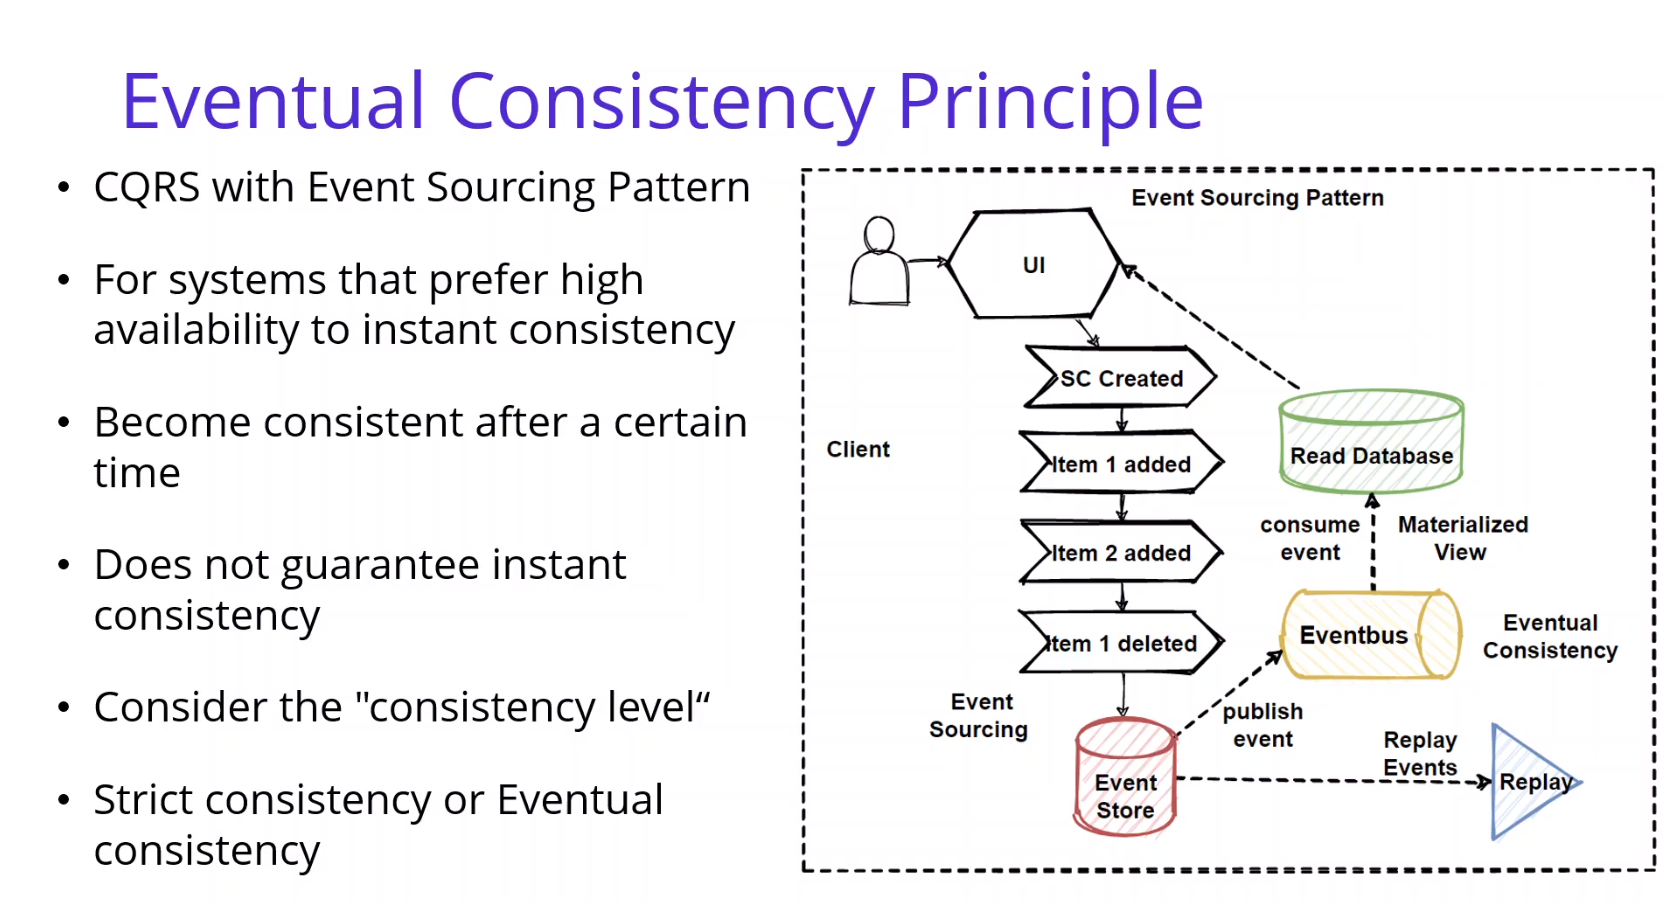 Eventual Consistency Principle
• CQRS with Event Sourcing Pattern
• For systems that prefer high
availability to instant consistency
• Become consistent after a certain
time
• Does not guarantee instant
consistency
• Consider the "consistency level“
• Strict consistency or Eventual
consistency
Event Sourcing Pattern
UI
SC Created
Client
Item 1 added
Read Database
consume
event
Materialized
View
Item 2 added
Eventbus
Eventual
Consistency
Item 1 deleted
Event
Sourcing
publish
event
Replay
Events
Event
Store
Replay